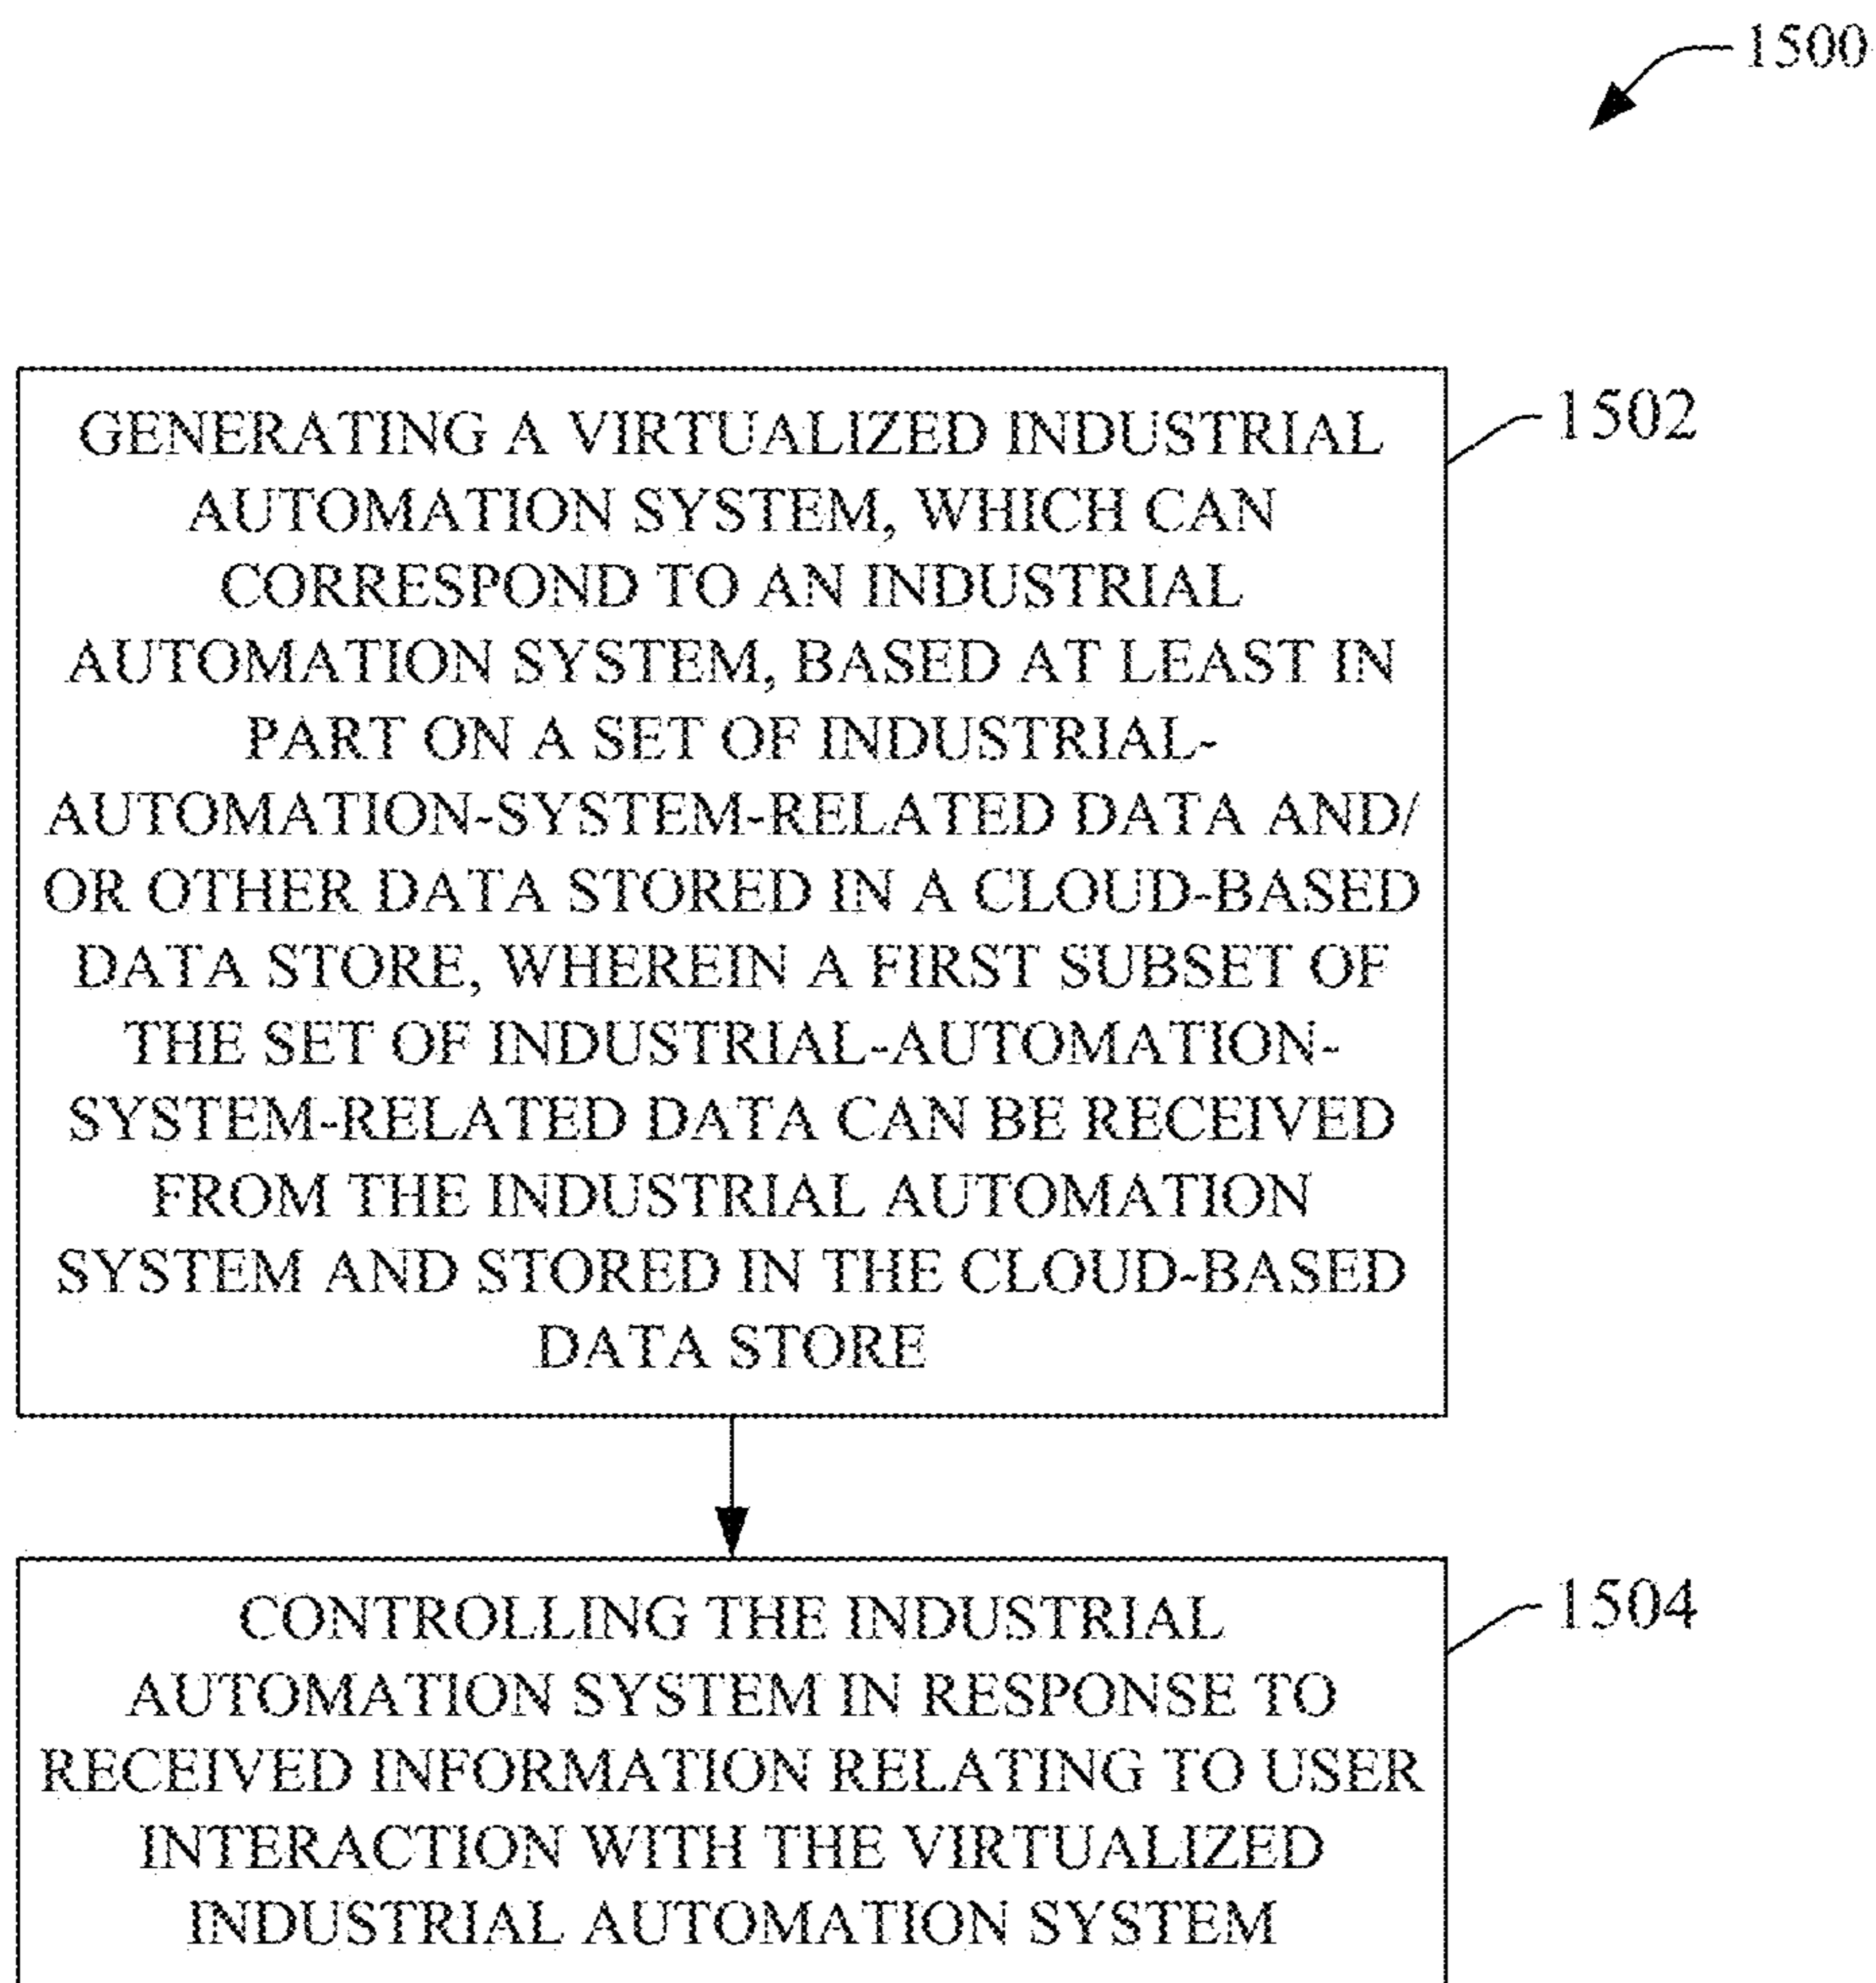 1500
GENERATING A VIRTUALIZED INDUSTRIAL
AUTOMATION SYSTEM, WHICH CAN
CORRESPOND TO AN INDUSTRIAL
AUTOMATION SYSTEM, BASED AT LEAST IN
PART ON A SET OF INDUSTRIAL-
AUTOMATION-SYSTEM-RELATED DATA AND/
OR OTHER DATA STORED IN A CLOUD-BASED
DATA STORE, WHEREIN A FIRST SUBSET OF
THE SET OF INDUSTRIAL-AUTOMATION-
SYSTEM-RELATED DATA CAN BE RECEIVED
FROM THE INDUSTRIAL AUTOMATION
SYSTEM AND STORED IN THE CLOUD-BASED
DATA STORE
1502
CONTROLLING THE INDUSTRIAL
AUTOMATION SYSTEM IN RESPONSE TO
RECEIVED INFORMATION RELATING TO USER
INTERACTION WITH THE VIRTUALIZED
INDUSTRIAL AUTOMATION SYSTEM
1504